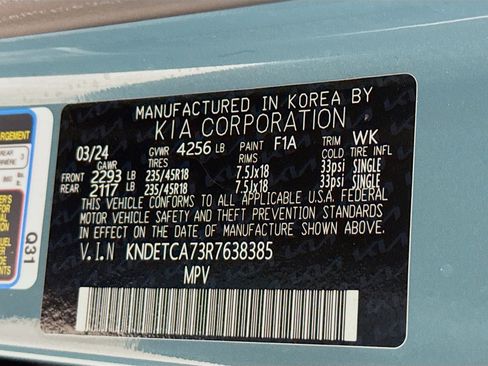 MANUFACTURED IN KOREA BY
KIA CORPORATION
03/24 GVWR 4256 LB PAINT F1A TRIM WK
GAWR TIRES RIMS COLD TIRE INFL
FRONT 2293 LB 235/45R18 7.5Jx18 33psi SINGLE
REAR 2117 LB 235/45R18 7.5Jx18 33psi SINGLE
THIS VEHICLE CONFORMS TO ALL APPLICABLE U.S.A. FEDERAL
MOTOR VEHICLE SAFETY AND THEFT PREVENTION STANDARDS
IN EFFECT ON THE DATE OF MANUFACTURE SHOWN ABOVE.
V.I.N KNDETCA73R7638385
MPV
Q31